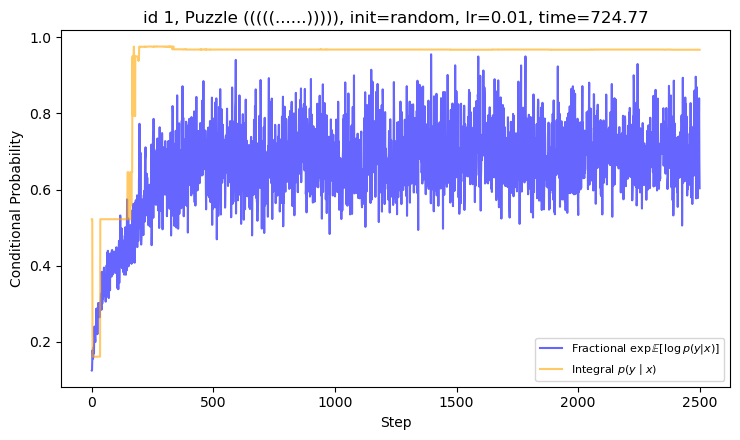 id 1, Puzzle (((((......))))), init=random, lr=0.01, time=724.77
Conditional Probability
1.0
0.8
0.6
0.4
0.2
0
500
1000
1500
2000
2500
Step
Fractional exp𝔼[log p(y|x)]
Integral p(y | x)